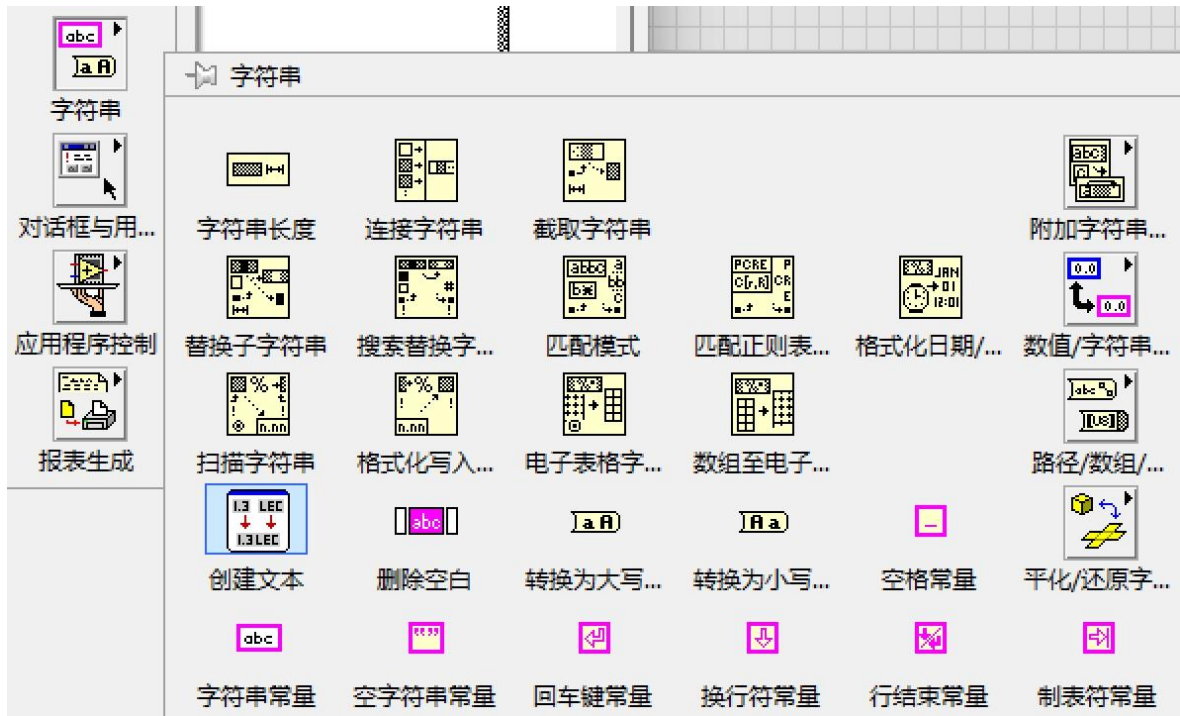 abc
a A
字符串
字符串
对话框与用...
字符串长度
连接字符串
截取字符串
附加字符串...
应用程序控制
替换子字符串
搜索替换字...
匹配模式
匹配正则表...
格式化日期/...
数值/字符串...
报表生成
扫描字符串
格式化写入...
电子表格字...
数组至电子...
路径/数组/...
1.3 LEC
1.3LEC
abc
a A
A a
创建文本
删除空白
转换为大写...
转换为小写...
空格常量
平化/还原字...
abc
字符串常量
空字符串常量
回车键常量
换行符常量
行结束常量
制表符常量